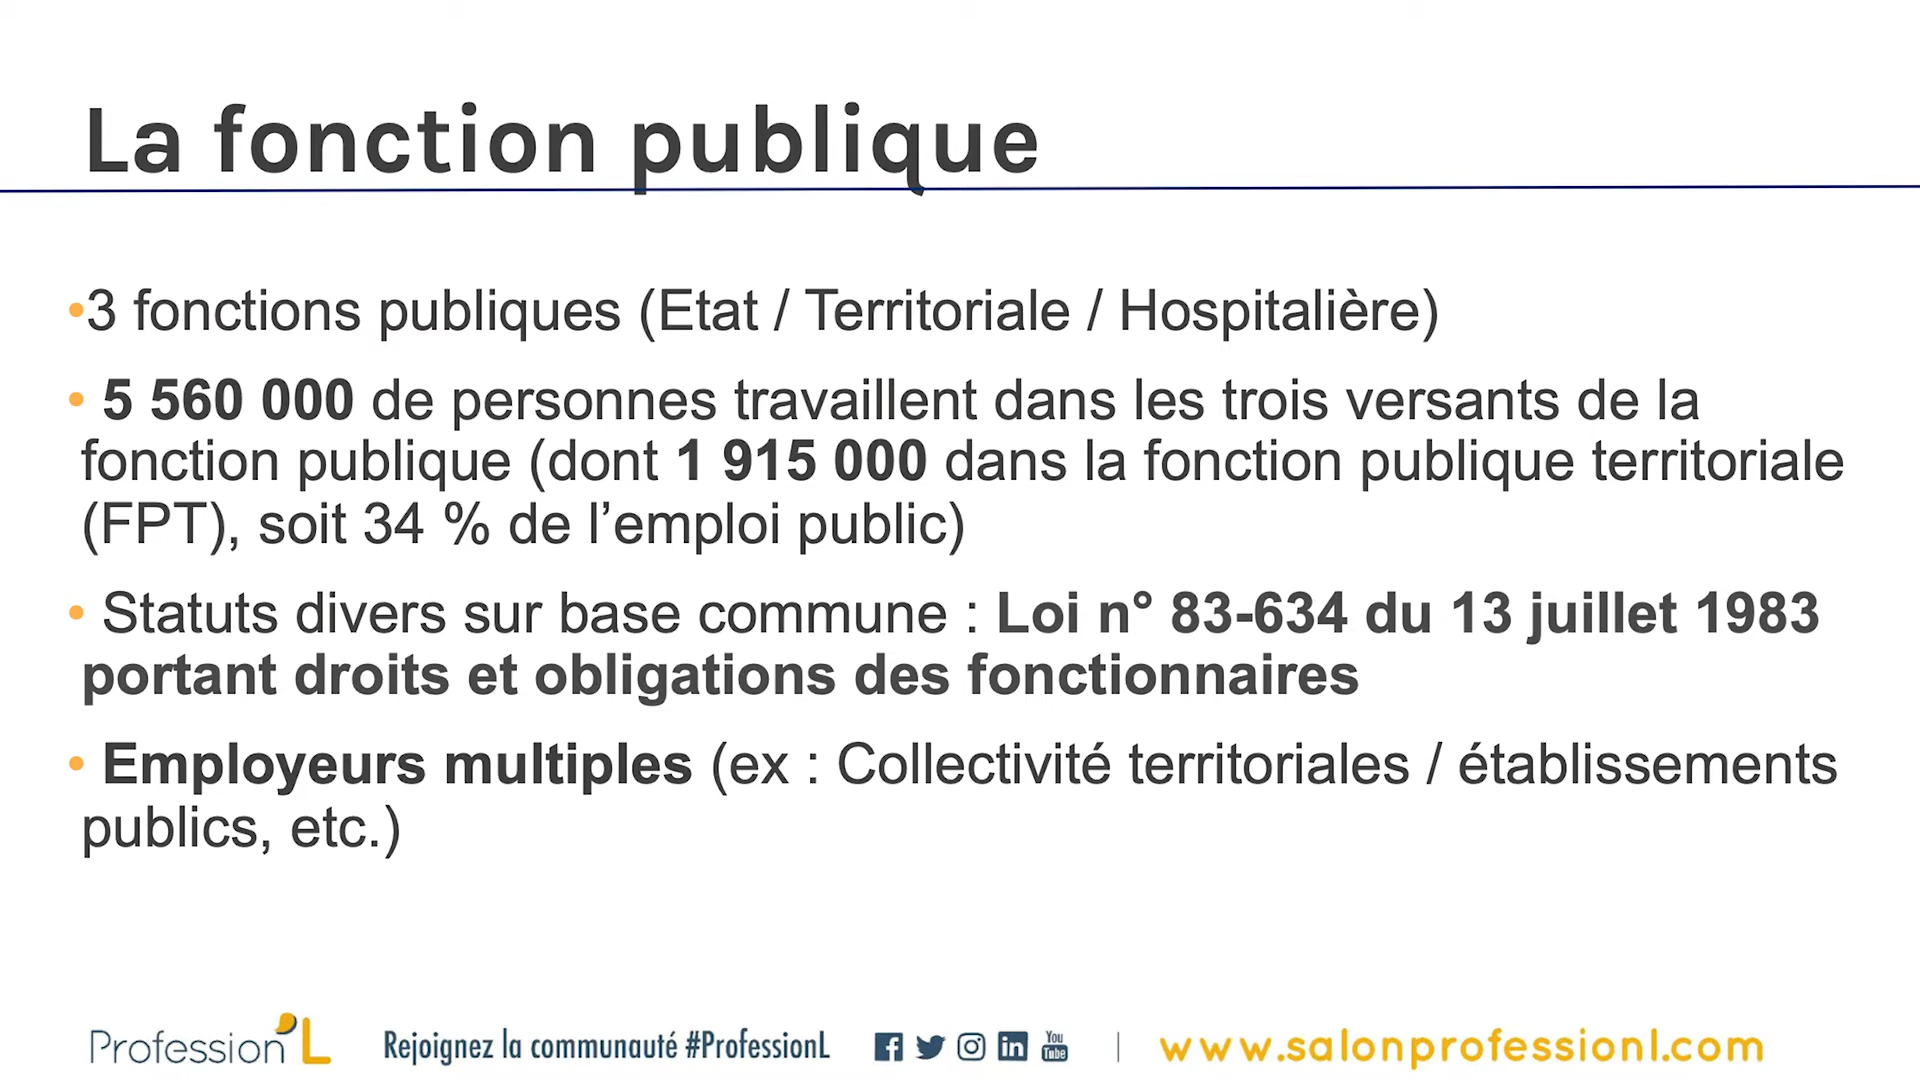 La fonction publique
•3 fonctions publiques (Etat / Territoriale / Hospitalière)
• 5 560 000 de personnes travaillent dans les trois versants de la
fonction publique (dont 1 915 000 dans la fonction publique territoriale
(FPT), soit 34 % de l’emploi public)
• Statuts divers sur base commune : Loi n° 83-634 du 13 juillet 1983
portant droits et obligations des fonctionnaires
• Employeurs multiples (ex : Collectivité territoriales / établissements
publics, etc.)
Profession'L Rejoignez la communauté #ProfessionL You Tube | www.salonprofessionl.com